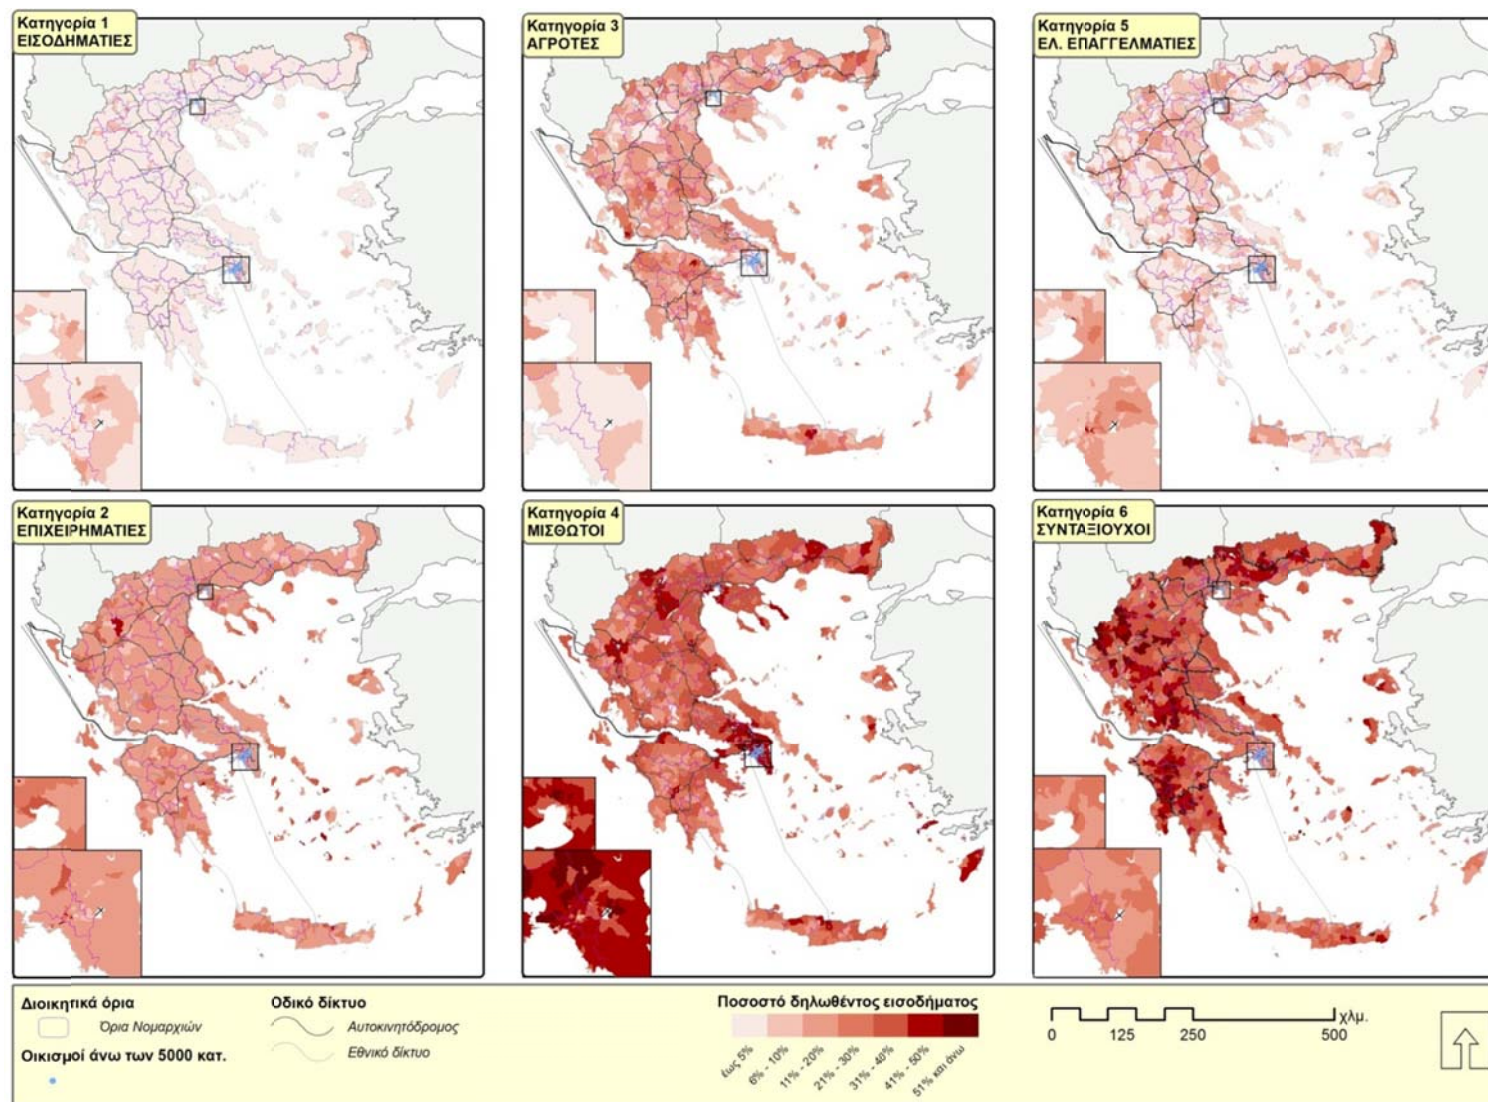 Κατηγορία 1
ΕΙΣΟΔΗΜΑΤΙΕΣ
Κατηγορία 3
ΑΓΡΟΤΕΣ
Κατηγορία 5
ΕΛ. ΕΠΑΓΓΕΛΜΑΤΙΕΣ
Κατηγορία 2
ΕΠΙΧΕΙΡΗΜΑΤΙΕΣ
Κατηγορία 4
ΜΙΣΘΩΤΟΙ
Κατηγορία 6
ΣΥΝΤΑΞΙΟΥΧΟΙ
Διοικητικά όρια
Όρια Νομαρχιών
Οικισμοί άνω των 5000 κατ.
Οδικό δίκτυο
Αυτοκινητόδρομος
Εθνικό δίκτυο
Ποσοστό δηλωθέντος εισοδήματος
έως 5%
6% - 10%
11% - 20%
21% - 30%
31% - 40%
41% - 50%
51% και άνω
0 125 250 500 χλμ.